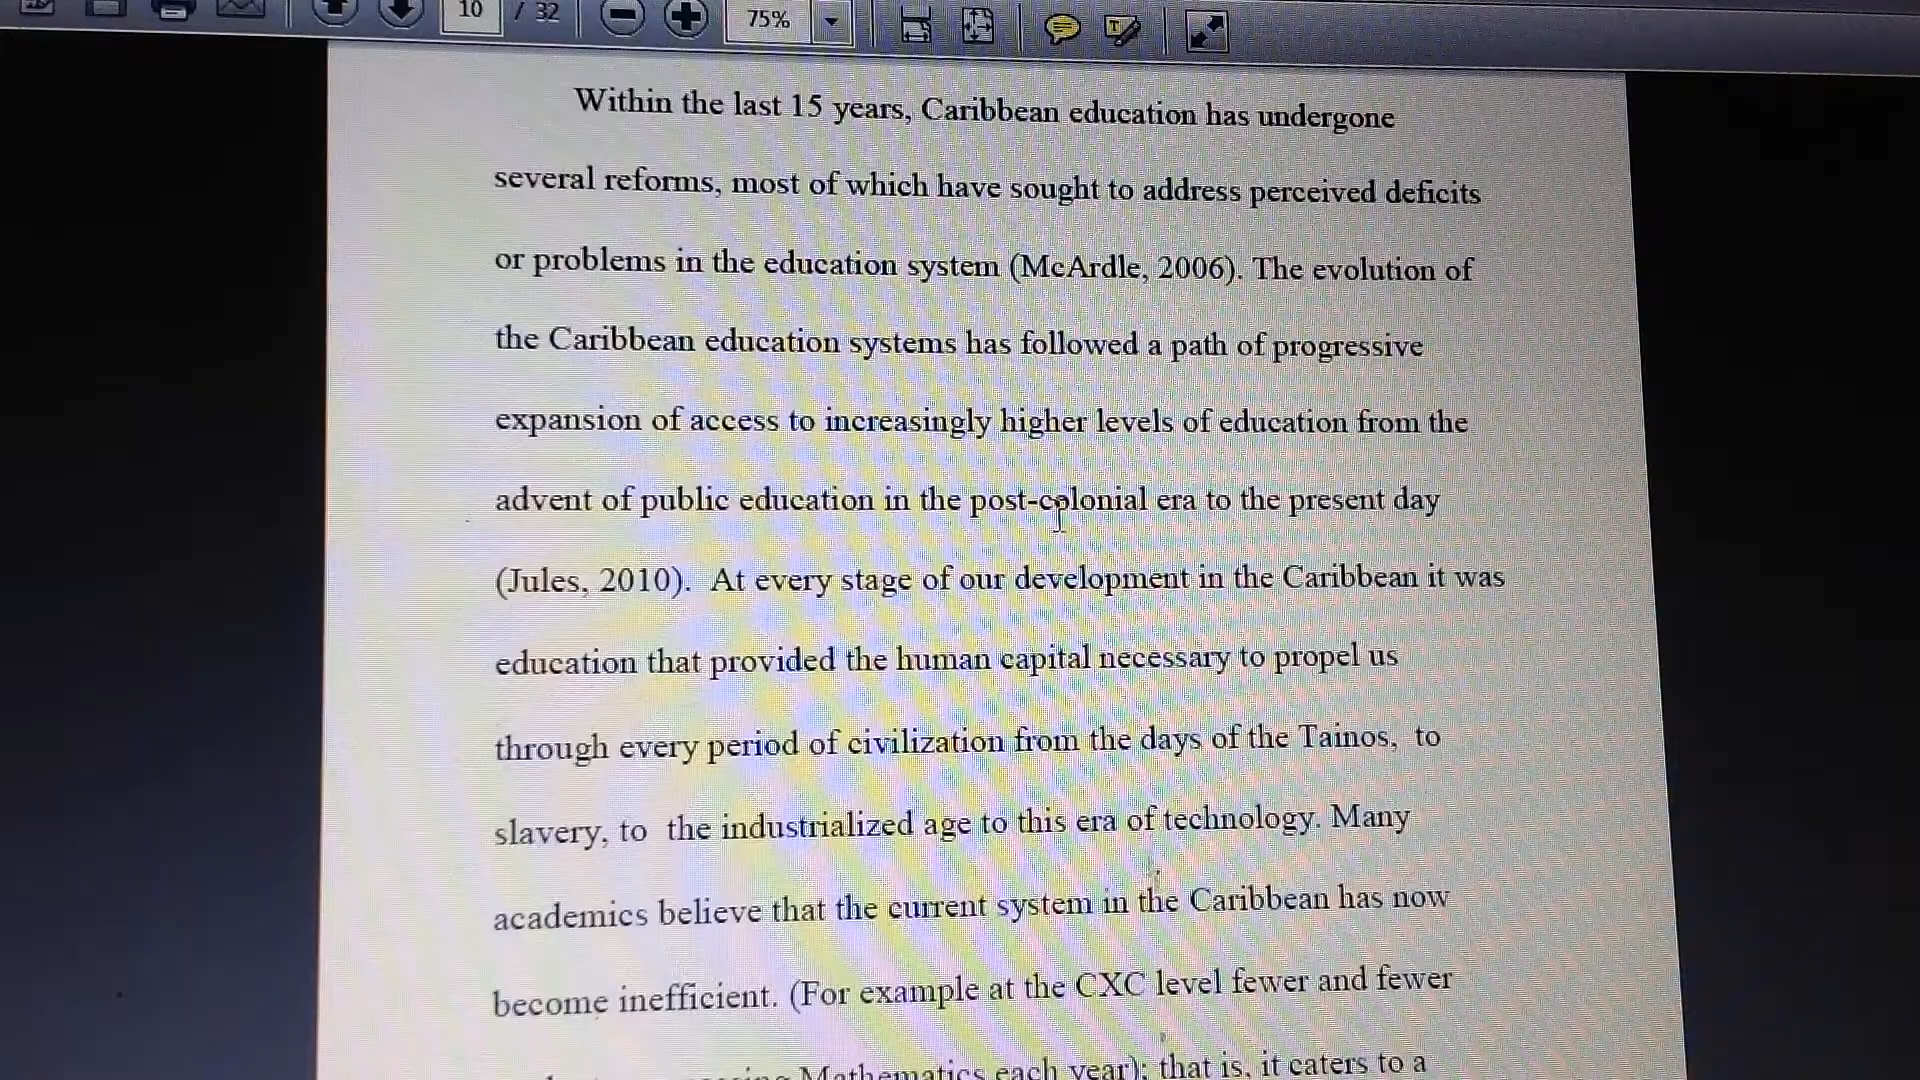 10 / 32 75%
Within the last 15 years, Caribbean education has undergone
several reforms, most of which have sought to address perceived deficits
or problems in the education system (McArdle, 2006). The evolution of
the Caribbean education systems has followed a path of progressive
expansion of access to increasingly higher levels of education from the
advent of public education in the post-colonial era to the present day
(Jules, 2010).  At every stage of our development in the Caribbean it was
education that provided the human capital necessary to propel us
through every period of civilization from the days of the Tainos,  to
slavery, to  the industrialized age to this era of technology. Many
academics believe that the current system in the Caribbean has now
become inefficient. (For example at the CXC level fewer and fewer
Mathematics each year); that is, it caters to a